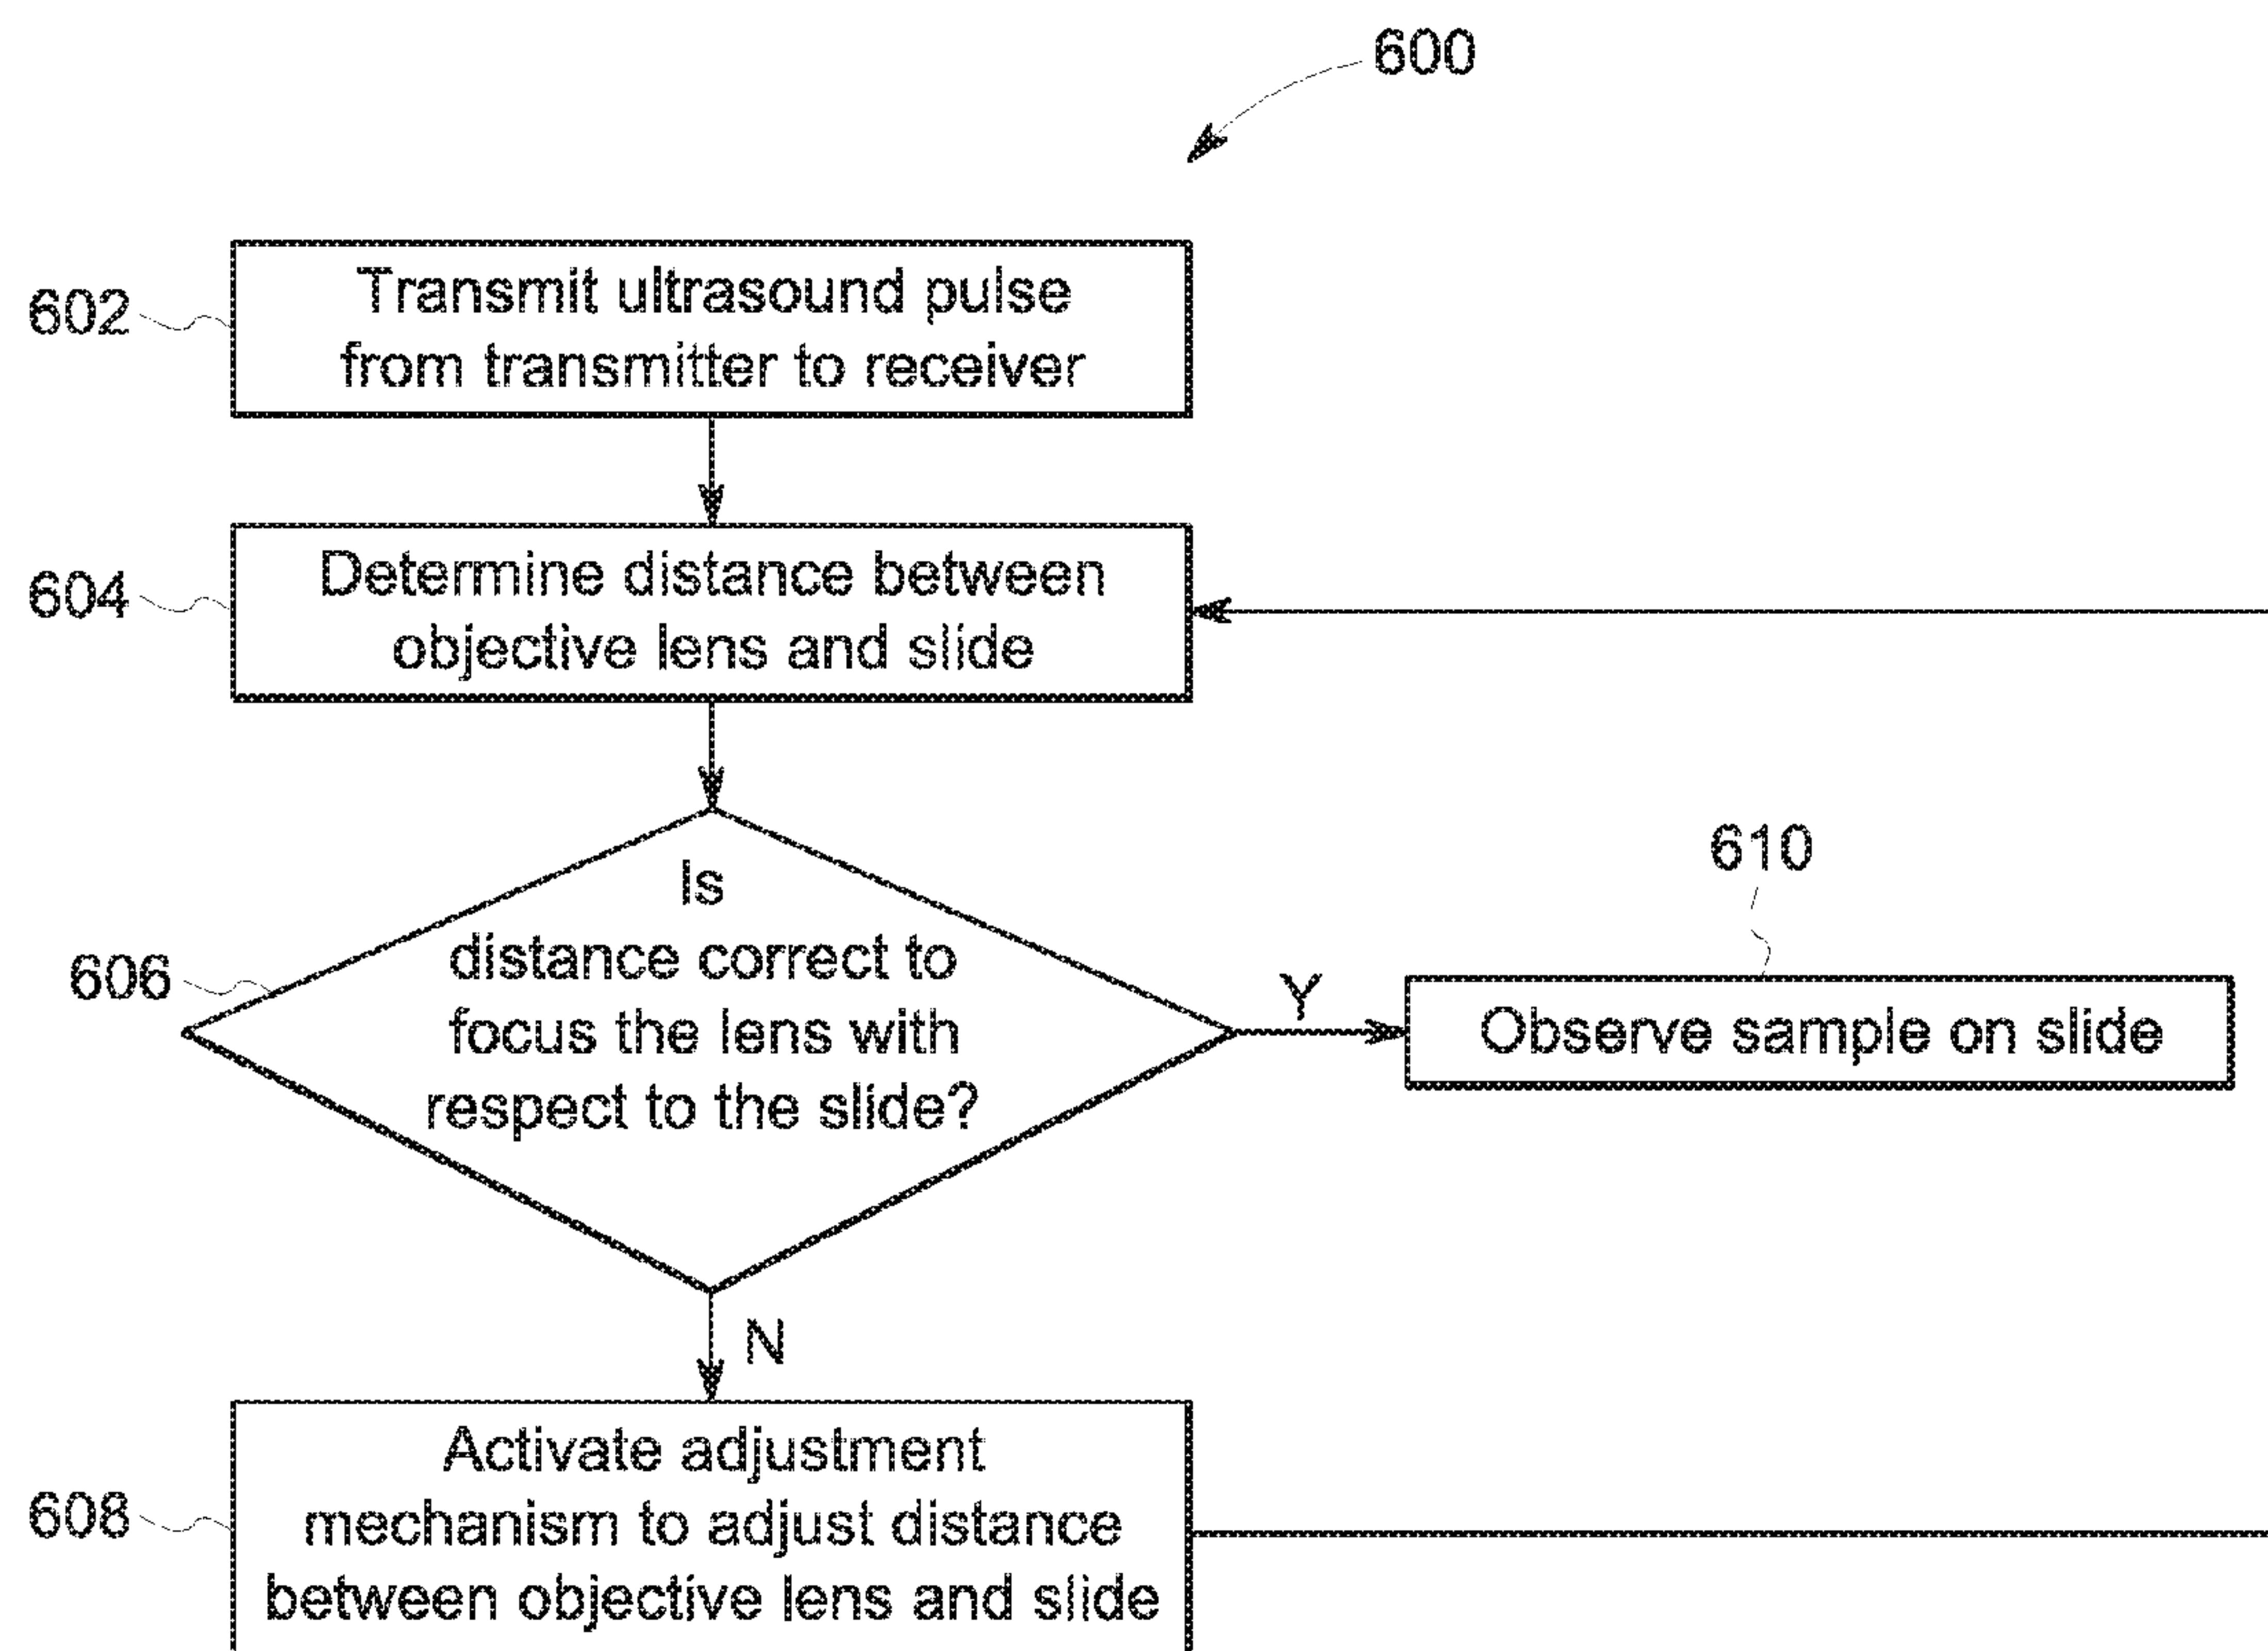 600
602
Transmit ultrasound pulse
from transmitter to receiver
604
Determine distance between
objective lens and slide
606
Is
distance correct to
focus the lens with
respect to the slide?
Y
610
Observe sample on slide
N
608
Activate adjustment
mechanism to adjust distance
between objective lens and slide